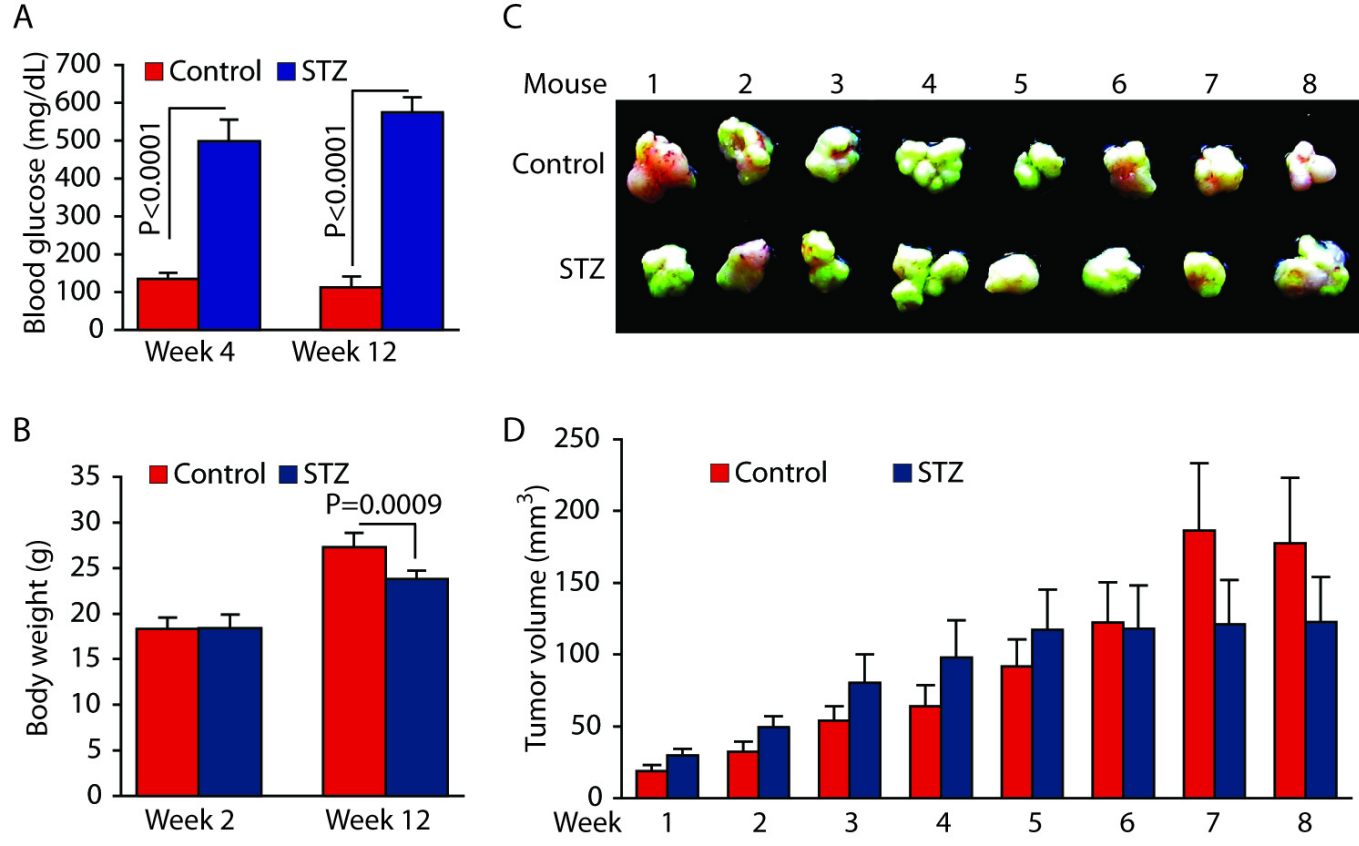 A
Blood glucose (mg/dL)
700
600
500
400
300
200
100
0
Control STZ
P<0.0001
P<0.0001
Week 4 Week 12
B
Body weight (g)
35
30
25
20
15
10
5
0
Control STZ
P=0.0009
Week 2 Week 12
C
Mouse 1 2 3 4 5 6 7 8
Control
STZ
D
Tumor volume (mm³)
250
200
150
100
50
0
Control STZ
Week 1 2 3 4 5 6 7 8